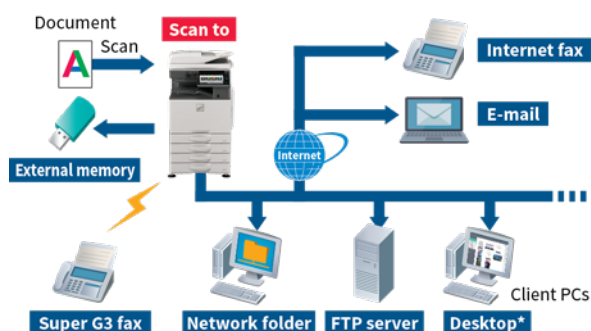 Document
Scan
A
Scan to
Internet fax
E-mail
Internet
External memory
Super G3 fax
Network folder
FTP server
Desktop*
Client PCs